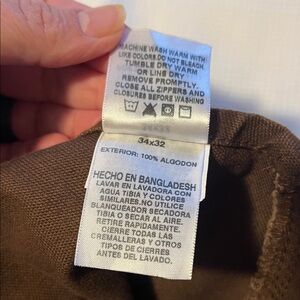 MACHINE WASH WARM WITH
LIKE COLORS.DO NOT BLEACH.
TUMBLE DRY WARM
OR LINE DRY
REMOVE PROMPTLY.
CLOSE ALL ZIPPERS AND
CLOSURES BEFORE WASHING
34x32
EXTERIOR: 100% ALGODON
HECHO EN BANGLADESH
LAVAR EN LAVADORA CON
AGUA TIBIA Y COLORES
SIMILARES.NO UTILICE
BLANQUEADOR SECADORA
TIBIA O SECAR AL AIRE.
RETIRE RAPIDAMENTE.
CIERRE TODAS LAS
CREMALLERAS Y OTROS
TIPOS DE CIERRES
ANTES DEL LAVADO.